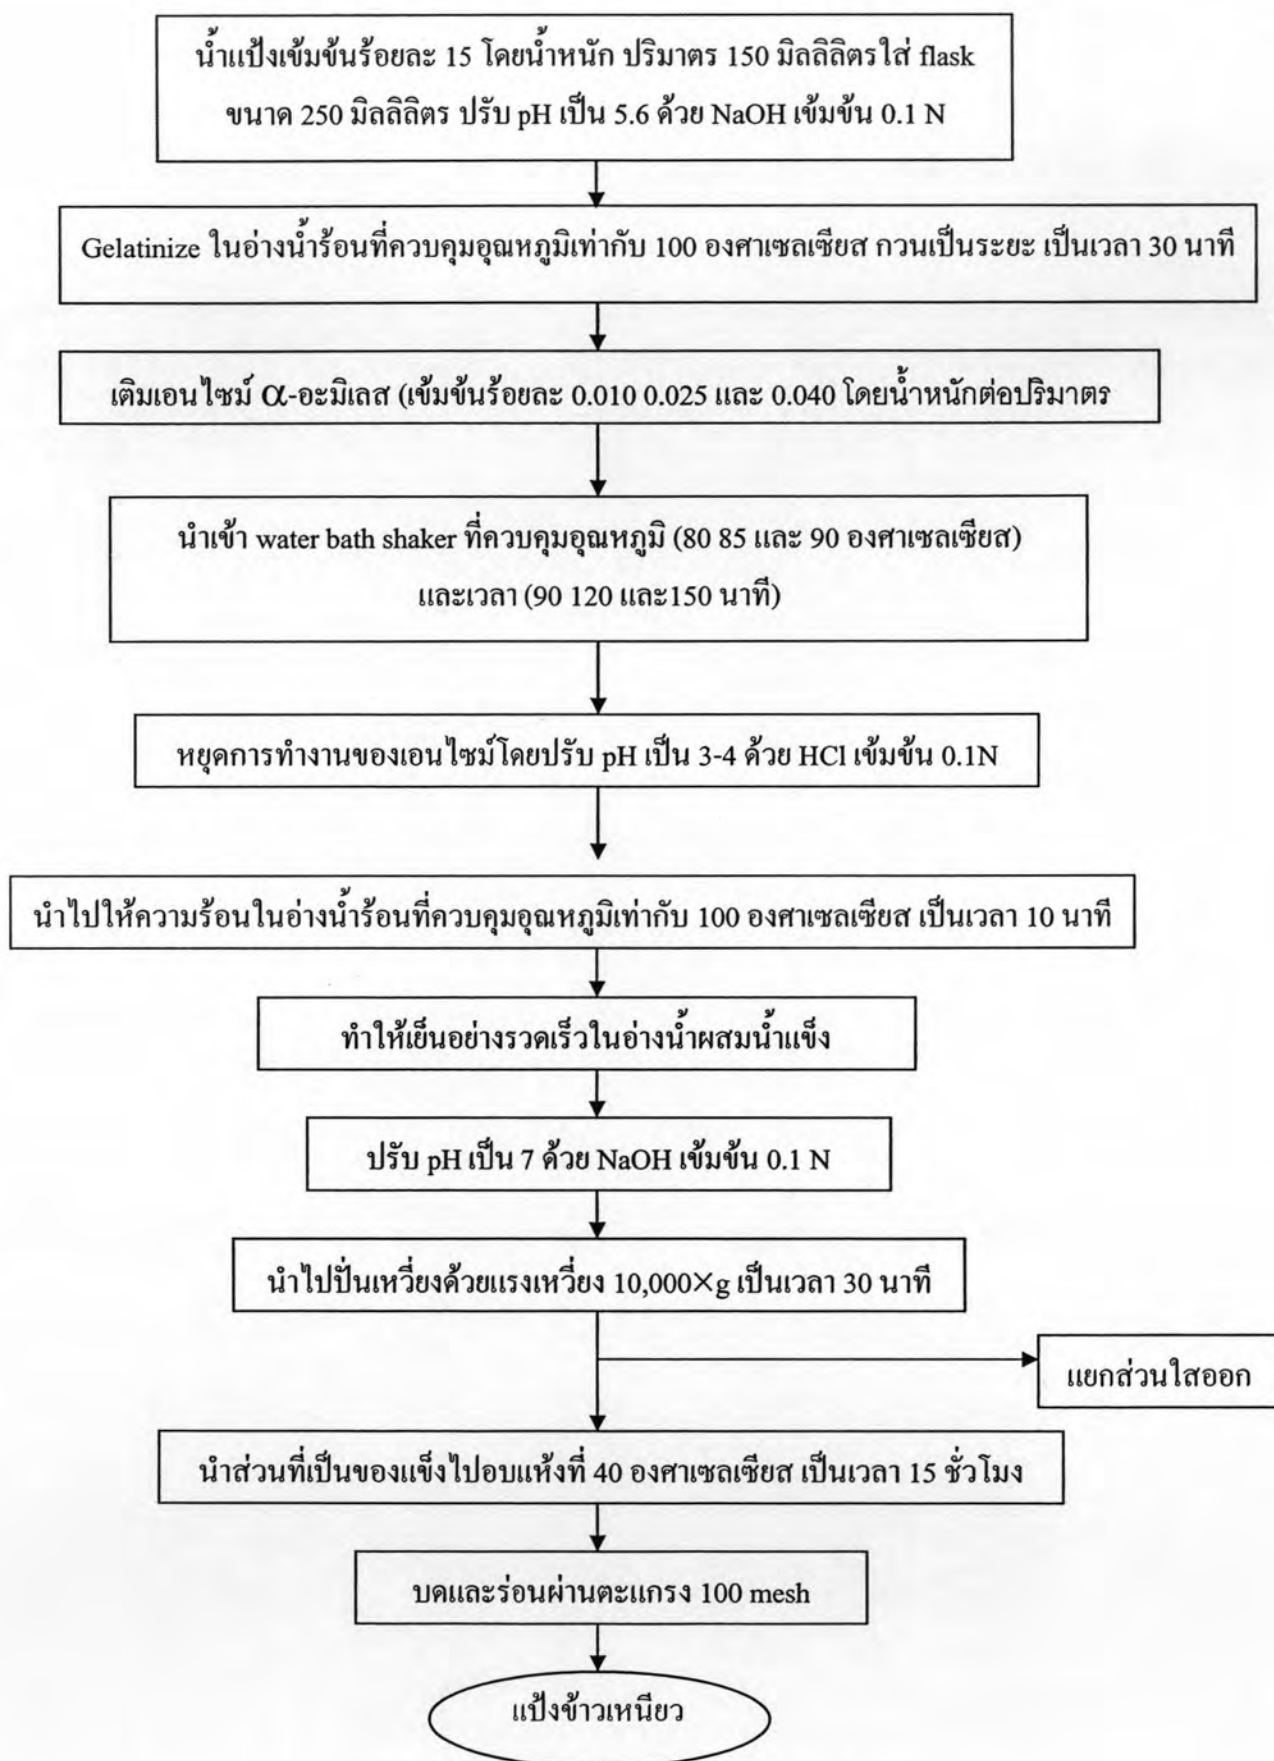 น้ำแป้งเข้มข้นร้อยละ 15 โดยน้ำหนัก ปริมาตร 150 มิลลิลิตรใส่ flask
ขนาด 250 มิลลิลิตร ปรับ pH เป็น 5.6 ด้วย NaOH เข้มข้น 0.1 N
Gelatinize ในอ่างน้ำร้อนที่ควบคุมอุณหภูมิเท่ากับ 100 องศาเซลเซียส กวนเป็นระยะ เป็นเวลา 30 นาที
เติมเอนไซม์ α-อะมิเลส (เข้มข้นร้อยละ 0.010 0.025 และ 0.040 โดยน้ำหนักต่อปริมาตร
นำเข้า water bath shaker ที่ควบคุมอุณหภูมิ (80 85 และ 90 องศาเซลเซียส)
และเวลา (90 120 และ150 นาที)
หยุดการทำงานของเอนไซม์โดยปรับ pH เป็น 3-4 ด้วย HCl เข้มข้น 0.1N
นำไปให้ความร้อนในอ่างน้ำร้อนที่ควบคุมอุณหภูมิเท่ากับ 100 องศาเซลเซียส เป็นเวลา 10 นาที
ทำให้เย็นอย่างรวดเร็วในอ่างน้ำผสมน้ำแข็ง
ปรับ pH เป็น 7 ด้วย NaOH เข้มข้น 0.1 N
นำไปปั่นเหวี่ยงด้วยแรงเหวี่ยง 10,000×g เป็นเวลา 30 นาที
แยกส่วนใสออก
นำส่วนที่เป็นของแข็งไปอบแห้งที่ 40 องศาเซลเซียส เป็นเวลา 15 ชั่วโมง
บดและร่อนผ่านตะแกรง 100 mesh
แป้งข้าวเหนียว